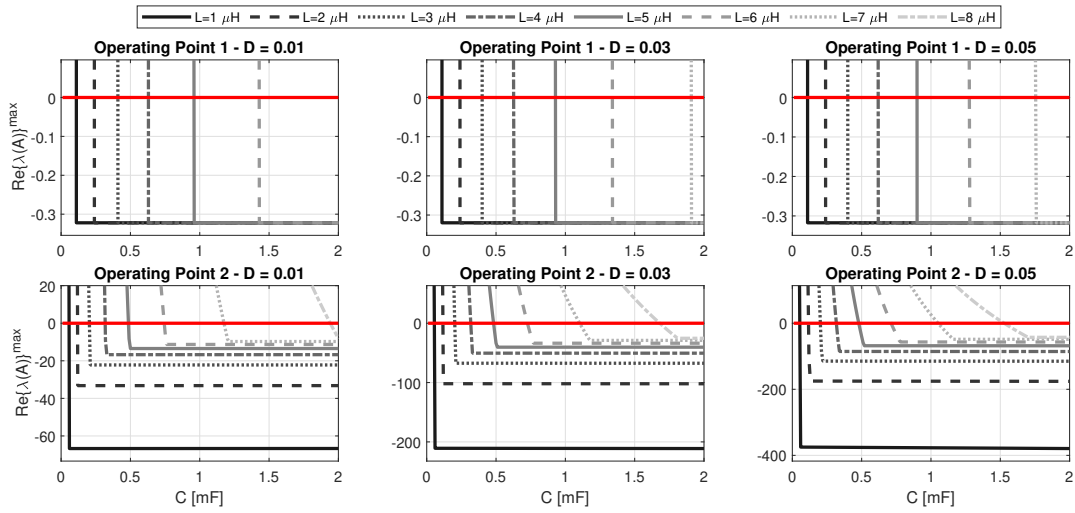 L=1 μH L=2 μH L=3 μH L=4 μH L=5 μH L=6 μH L=7 μH L=8 μH
Operating Point 1 - D = 0.01
Re{λ(A)}max
0
-0.1
-0.2
-0.3
0 0.5 1 1.5 2
Operating Point 1 - D = 0.03
0
-0.1
-0.2
-0.3
0 0.5 1 1.5 2
Operating Point 1 - D = 0.05
0
-0.1
-0.2
-0.3
0 0.5 1 1.5 2
Operating Point 2 - D = 0.01
Re{λ(A)}max
20
0
-20
-40
-60
0 0.5 1 1.5 2
C [mF]
Operating Point 2 - D = 0.03
0
-100
-200
0 0.5 1 1.5 2
C [mF]
Operating Point 2 - D = 0.05
0
-200
-400
0 0.5 1 1.5 2
C [mF]